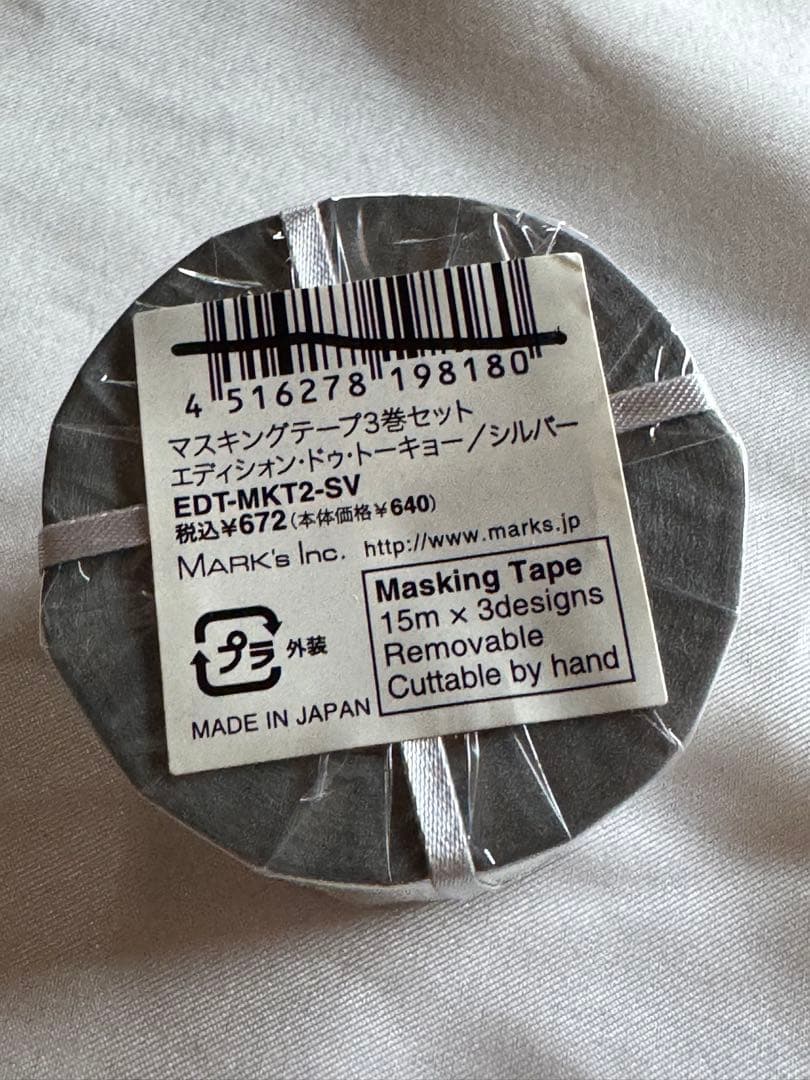 4 516278 198180
マスキングテープ3巻セット
エディシォン・ドゥ・トーキョー/シルバー
EDT-MKT2-SV
税込¥672(本体価格¥640)
MARK's Inc. http://www.marks.jp
プラ 外装
MADE IN JAPAN
Masking Tape
15m × 3designs
Removable
Cuttable by hand